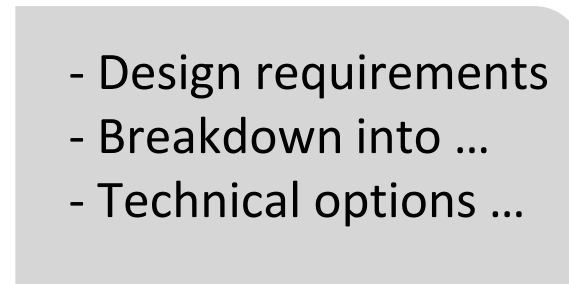 - Design requirements
- Breakdown into …
- Technical options …